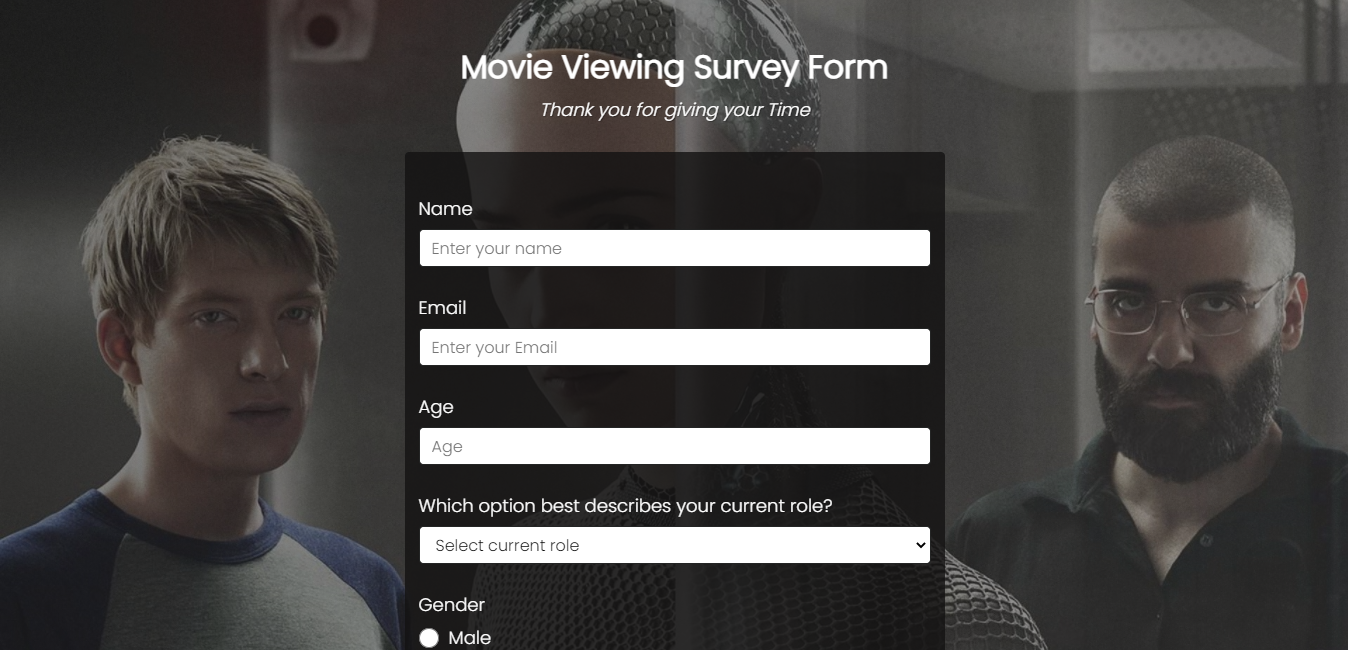 Movie Viewing Survey Form
Thank you for giving your Time
Name
Enter your name
Email
Enter your Email
Age
Age
Which option best describes your current role?
Select current role
Gender
Male